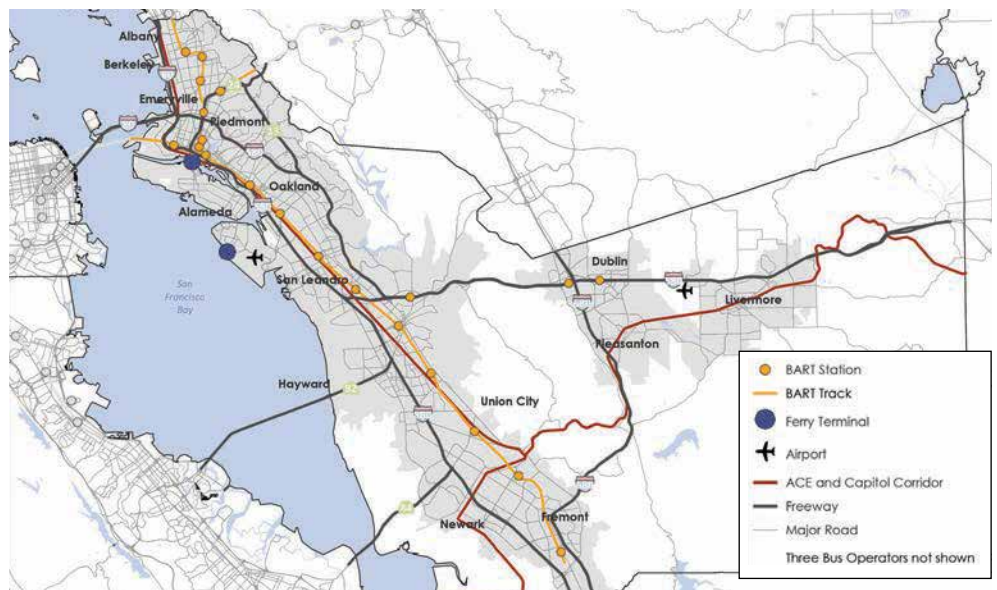 Albany
Berkeley
Emeryville
Piedmont
Oakland
Alameda
San Leandro
San
Francisco
Bay
Dublin
Livermore
Pleasanton
Hayward
Union City
Newark
Fremont
BART Station
BART Track
Ferry Terminal
Airport
ACE and Capitol Corridor
Freeway
Major Road
Three Bus Operators not shown